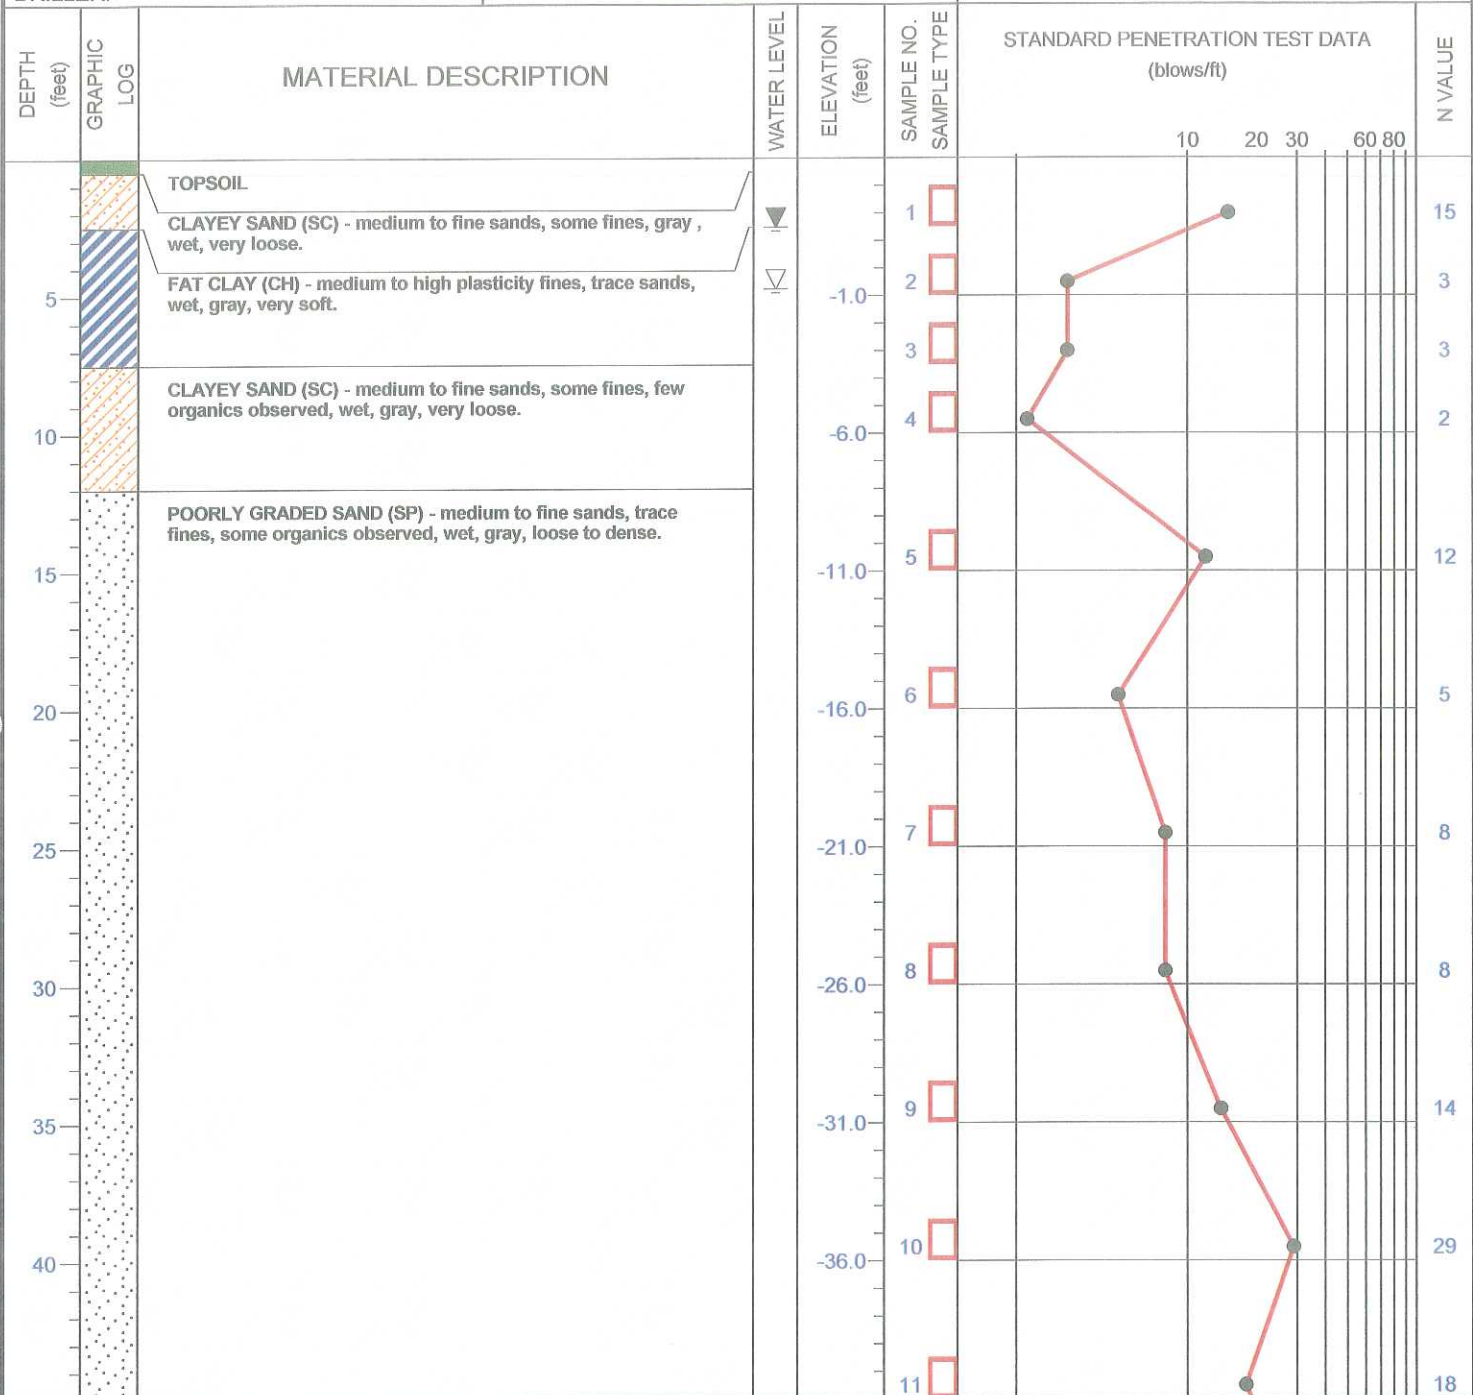 DEPTH
(feet)
GRAPHIC
LOG
MATERIAL DESCRIPTION
WATER LEVEL
ELEVATION
(feet)
SAMPLE NO.
SAMPLE TYPE
STANDARD PENETRATION TEST DATA
(blows/ft)
10 20 30 60 80
N VALUE
TOPSOIL
1 15
CLAYEY SAND (SC) - medium to fine sands, some fines, gray ,
wet, very loose.
FAT CLAY (CH) - medium to high plasticity fines, trace sands,
wet, gray, very soft.
2 3
5 -1.0
3 3
CLAYEY SAND (SC) - medium to fine sands, some fines, few
organics observed, wet, gray, very loose.
4 2
10 -6.0
POORLY GRADED SAND (SP) - medium to fine sands, trace
fines, some organics observed, wet, gray, loose to dense.
5 12
15 -11.0
6 5
20 -16.0
7 8
25 -21.0
8 8
30 -26.0
9 14
35 -31.0
10 29
40 -36.0
11 18